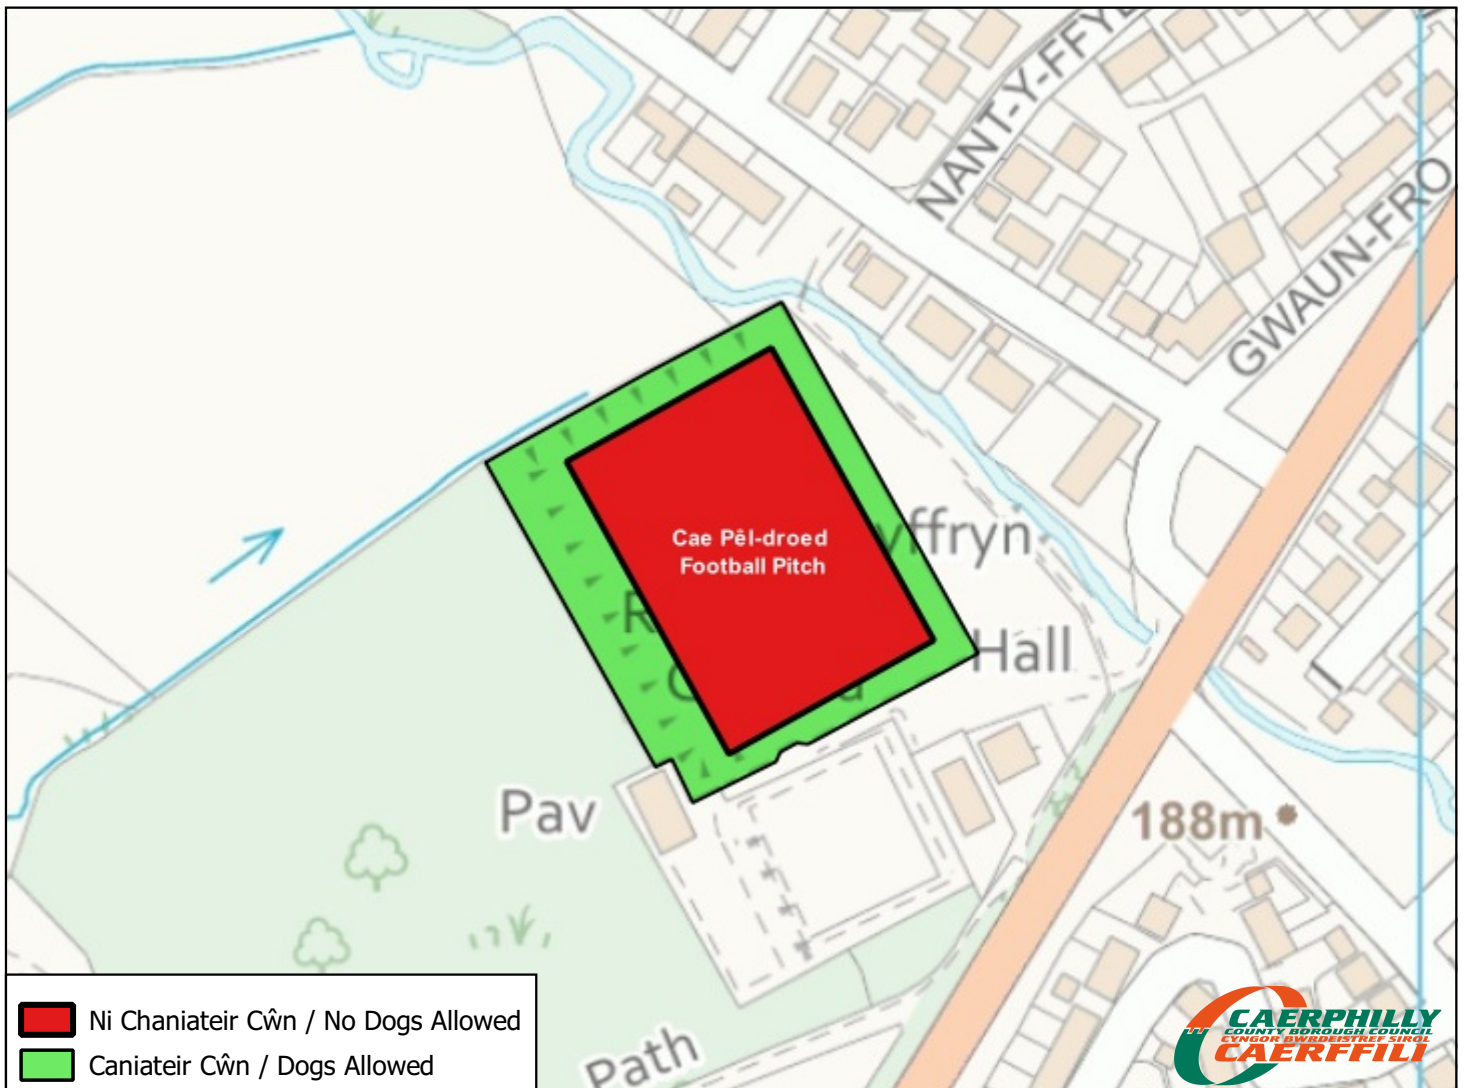 NANT-Y-FFY
GWAUN-FRO
Cae Pêl-droed
Football Pitch
yffryn
Hall
Pav
188m
Path
Ni Chaniateir Cŵn / No Dogs Allowed
Caniateir Cŵn / Dogs Allowed
CAERPHILLY
COUNTY BOROUGH COUNCIL
CYNGOR BWRDEISTREF SIROL
CAERFFILI